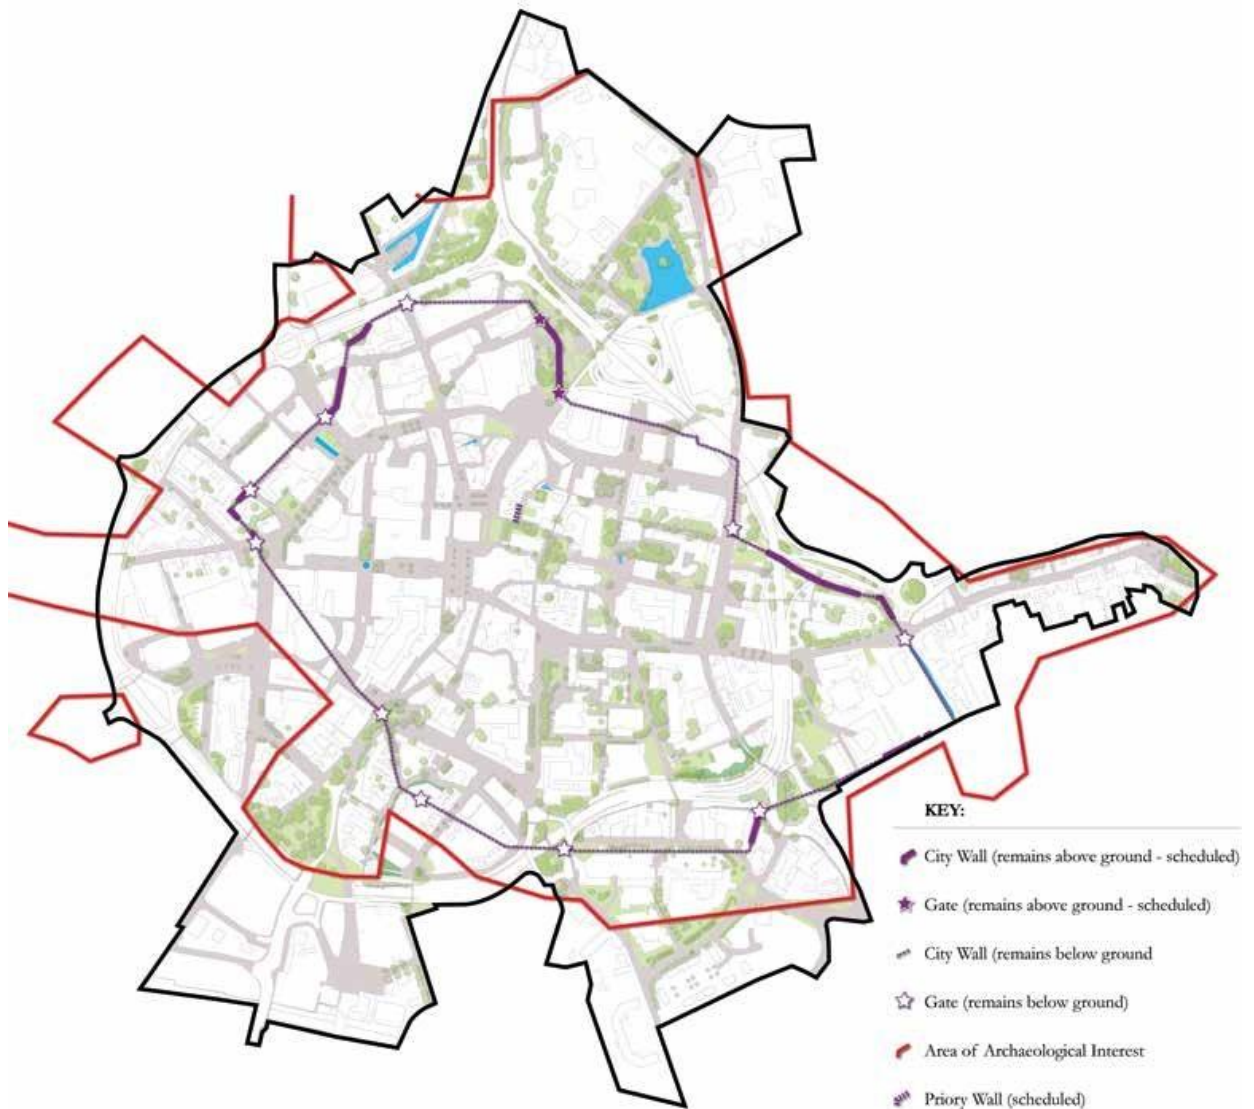 KEY:
City Wall (remains above ground - scheduled)
Gate (remains above ground - scheduled)
City Wall (remains below ground
Gate (remains below ground)
Area of Archaeological Interest
Priory Wall (scheduled)